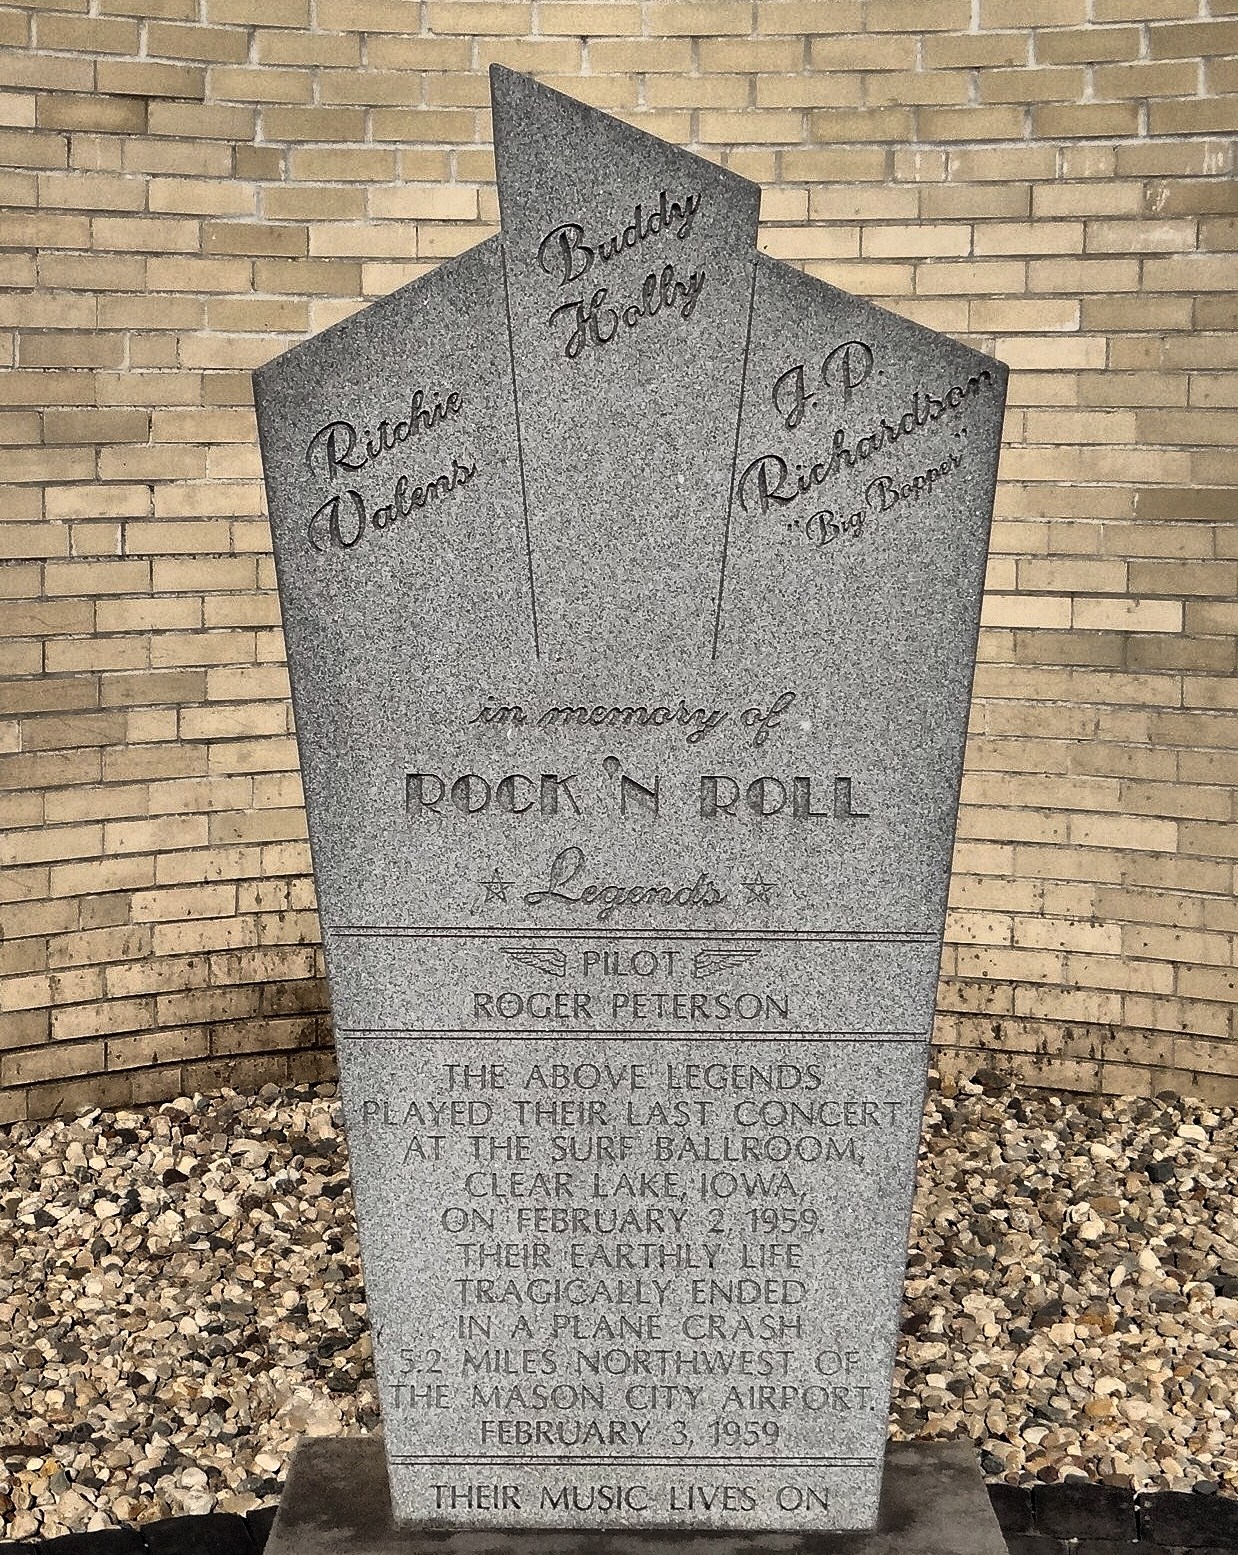 Buddy
Holly
Ritchie
Valens
J. P.
Richardson
"Big Bopper"
in memory of
ROCK 'N ROLL
Legends
PILOT
ROGER PETERSON
THE ABOVE LEGENDS
PLAYED THEIR LAST CONCERT
AT THE SURF BALLROOM,
CLEAR LAKE, IOWA,
ON FEBRUARY 2, 1959.
THEIR EARTHLY LIFE
TRAGICALLY ENDED
IN A PLANE CRASH
5.2 MILES NORTHWEST OF
THE MASON CITY AIRPORT.
FEBRUARY 3, 1959
THEIR MUSIC LIVES ON